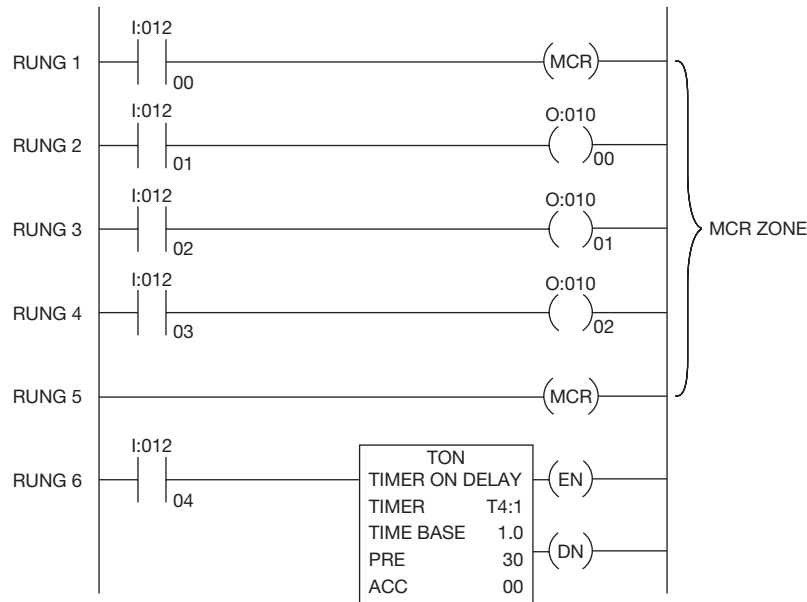 I:012
RUNG 1
MCR
00
I:012
O:010
RUNG 2
01
00
I:012
O:010
RUNG 3
02
01
MCR ZONE
I:012
O:010
RUNG 4
03
02
RUNG 5
MCR
I:012
RUNG 6
04
TON
TIMER ON DELAY
TIMER T4:1
TIME BASE 1.0
PRE 30
ACC 00
EN
DN